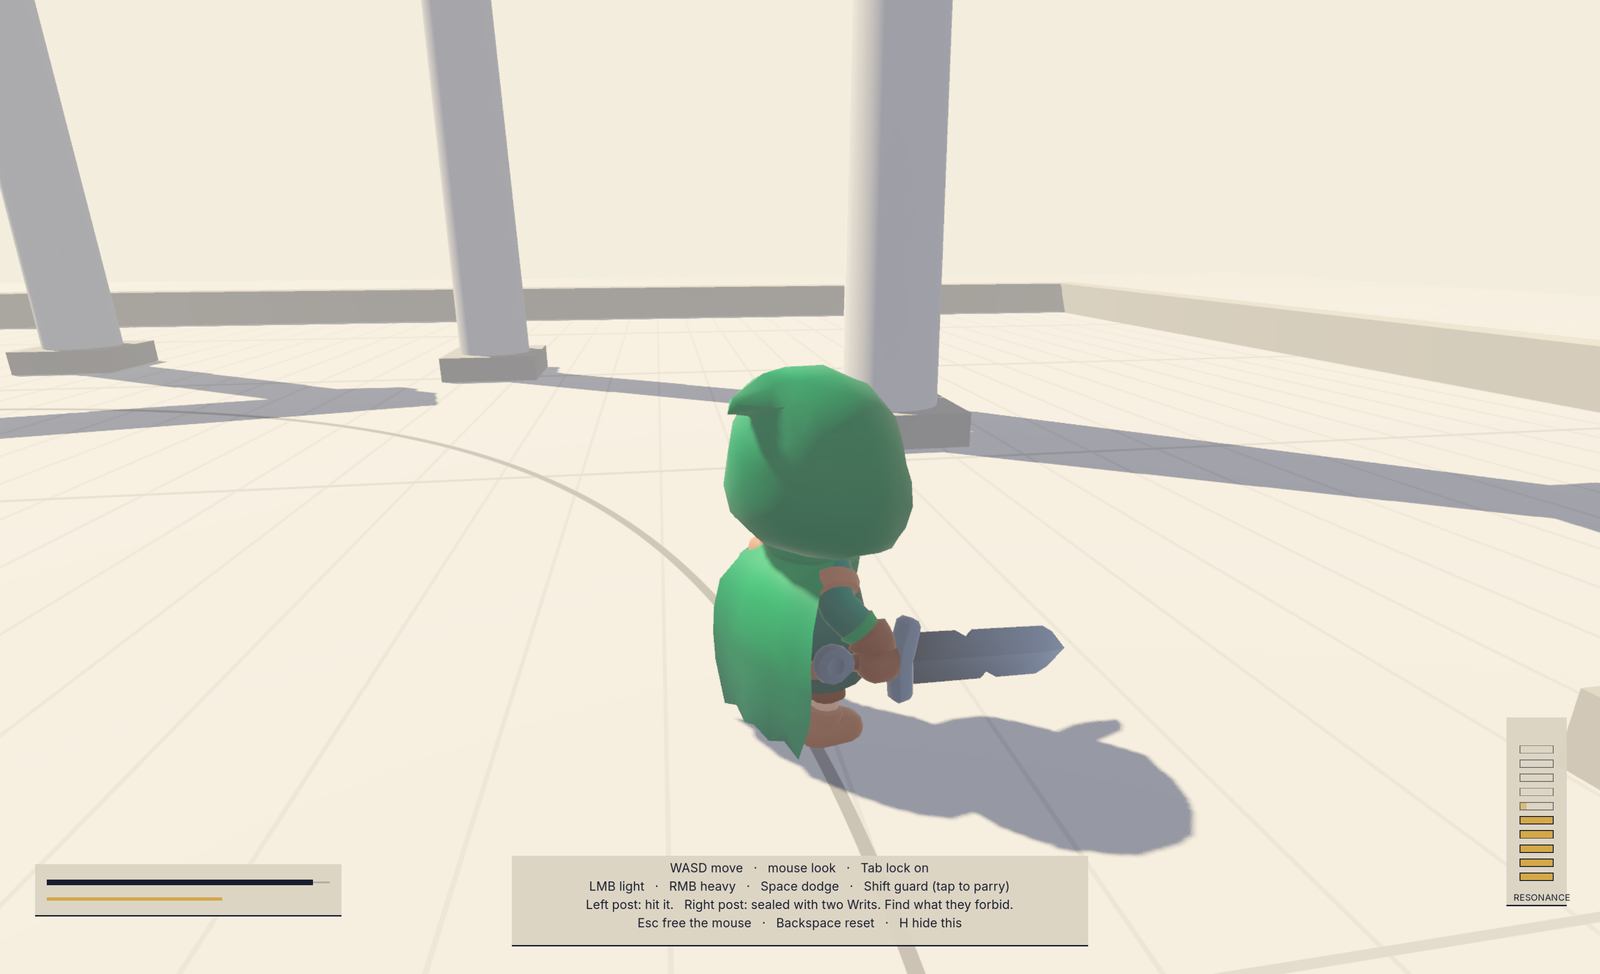 WASD move · mouse look · Tab lock on
LMB light · RMB heavy · Space dodge · Shift guard (tap to parry)
Left post: hit it. Right post: sealed with two Writs. Find what they forbid.
Esc free the mouse · Backspace reset · H hide this
RESONANCE